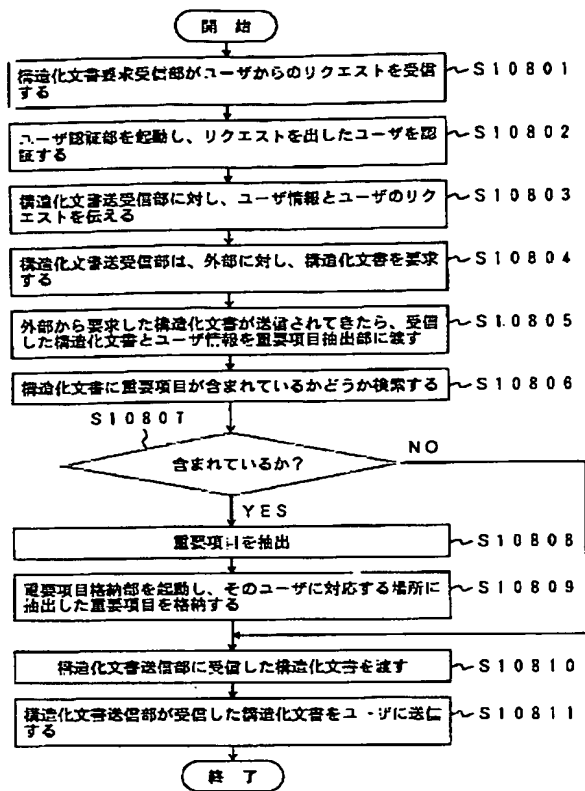 開 始
構造化文書要求受信部がユーザからのリクエストを受信
する
S10801
ユーザ認証部を起動し、リクエストを出したユーザを認
証する
S10802
構造化文書送受信部に対し、ユーザ情報とユーザのリク
エストを伝える
S10803
構造化文書送受信部は、外部に対し、構造化文書を要求
する
S10804
外部から要求した構造化文書が送信されてきたら、受信
した構造化文書とユーザ情報を重要項目抽出部に渡す
S10805
構造化文書に重要項目が含まれているかどうか検索する
S10806
S10807
含まれているか?
NO
YES
重要項目を抽出
S10808
重要項目格納部を起動し、そのユーザに対応する場所に
抽出した重要項目を格納する
S10809
構造化文書送信部に受信した構造化文書を渡す
S10810
構造化文書送信部が受信した構造化文書をユーザに送信
する
S10811
終 了